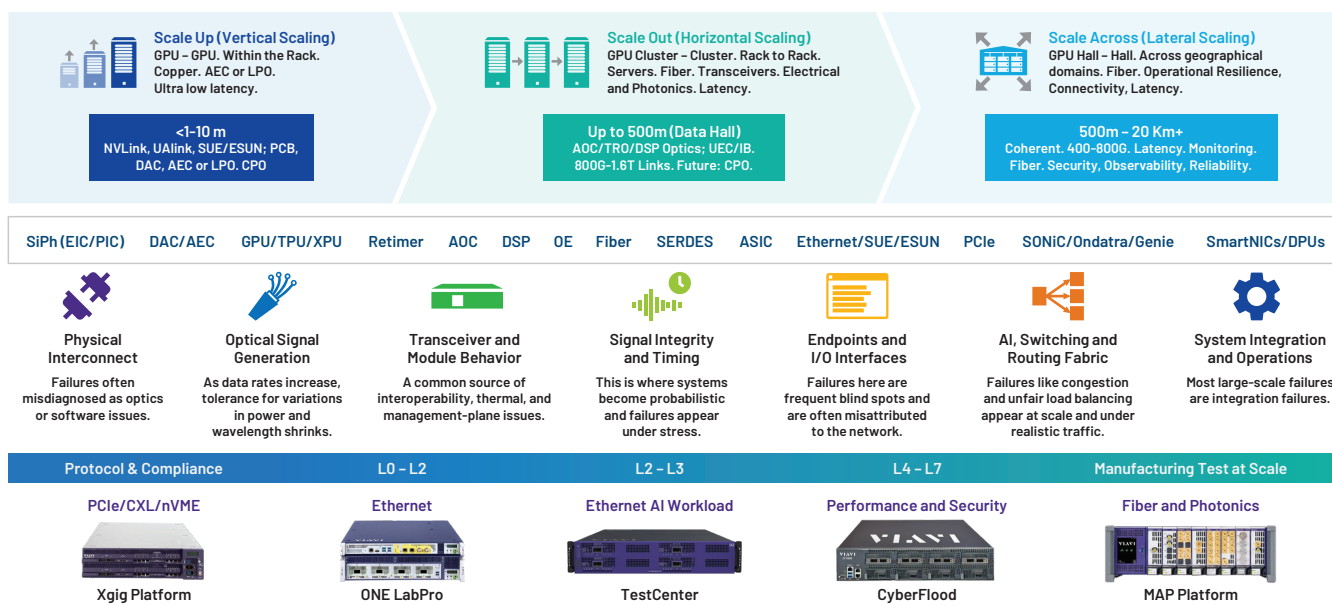 Scale Up (Vertical Scaling)
GPU – GPU. Within the Rack.
Copper. AEC or LPO.
Ultra low latency.
<1-10 m
NVLink, UAlink, SUE/ESUN; PCB,
DAC, AEC or LPO. CPO
Scale Out (Horizontal Scaling)
GPU Cluster – Cluster. Rack to Rack.
Servers. Fiber. Transceivers. Electrical
and Photonics. Latency.
Up to 500m (Data Hall)
AOC/TRO/DSP Optics; UEC/IB.
800G-1.6T Links. Future: CPO.
Scale Across (Lateral Scaling)
GPU Hall – Hall. Across geographical
domains. Fiber. Operational Resilience,
Connectivity, Latency.
500m – 20 Km+
Coherent. 400-800G. Latency. Monitoring.
Fiber. Security, Observability, Reliability.
SiPh (EIC/PIC) DAC/AEC GPU/TPU/XPU Retimer AOC DSP OE Fiber SERDES ASIC Ethernet/SUE/ESUN PCIe SONiC/Ondatra/Genie SmartNICs/DPUs
Physical
Interconnect
Failures often
misdiagnosed as optics
or software issues.
Optical Signal
Generation
As data rates increase,
tolerance for variations
in power and
wavelength shrinks.
Transceiver and
Module Behavior
A common source of
interoperability, thermal, and
management-plane issues.
Signal Integrity
and Timing
This is where systems
become probabilistic
and failures appear
under stress.
Endpoints and
I/O Interfaces
Failures here are
frequent blind spots and
are often misattributed
to the network.
AI, Switching and
Routing Fabric
Failures like congestion
and unfair load balancing
appear at scale and under
realistic traffic.
System Integration
and Operations
Most large-scale failures
are integration failures.
Protocol & Compliance L0 – L2 L2 – L3 L4 – L7 Manufacturing Test at Scale
PCIe/CXL/nVME
VIAVI
Xgig Platform
Ethernet
ONE LabPro
Ethernet AI Workload
TestCenter
Performance and Security
VIAVI
CyberFlood
Fiber and Photonics
VIAVI
MAP Platform